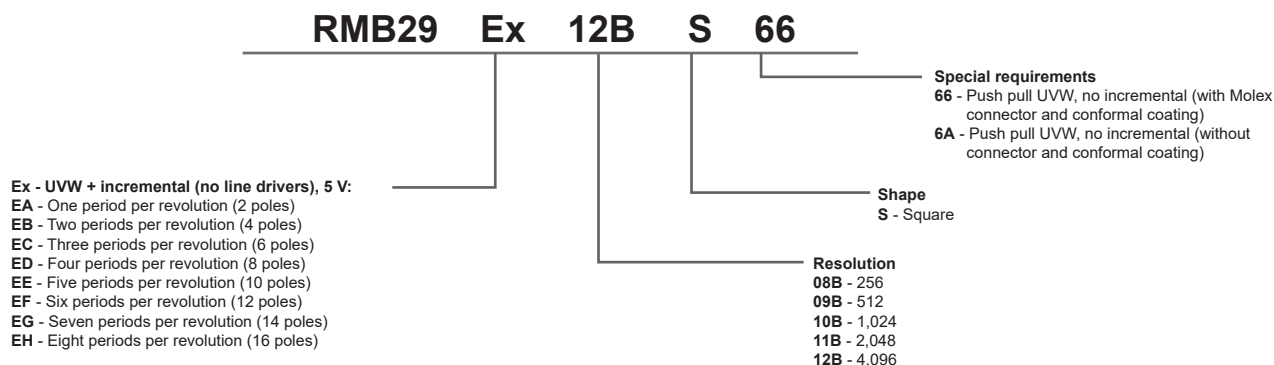 RMB29 Ex 12B S 66
Special requirements
66 - Push pull UVW, no incremental (with Molex
connector and conformal coating)
6A - Push pull UVW, no incremental (without
connector and conformal coating)
Shape
S - Square
Resolution
08B - 256
09B - 512
10B - 1,024
11B - 2,048
12B - 4,096
Ex - UVW + incremental (no line drivers), 5 V:
EA - One period per revolution (2 poles)
EB - Two periods per revolution (4 poles)
EC - Three periods per revolution (6 poles)
ED - Four periods per revolution (8 poles)
EE - Five periods per revolution (10 poles)
EF - Six periods per revolution (12 poles)
EG - Seven periods per revolution (14 poles)
EH - Eight periods per revolution (16 poles)